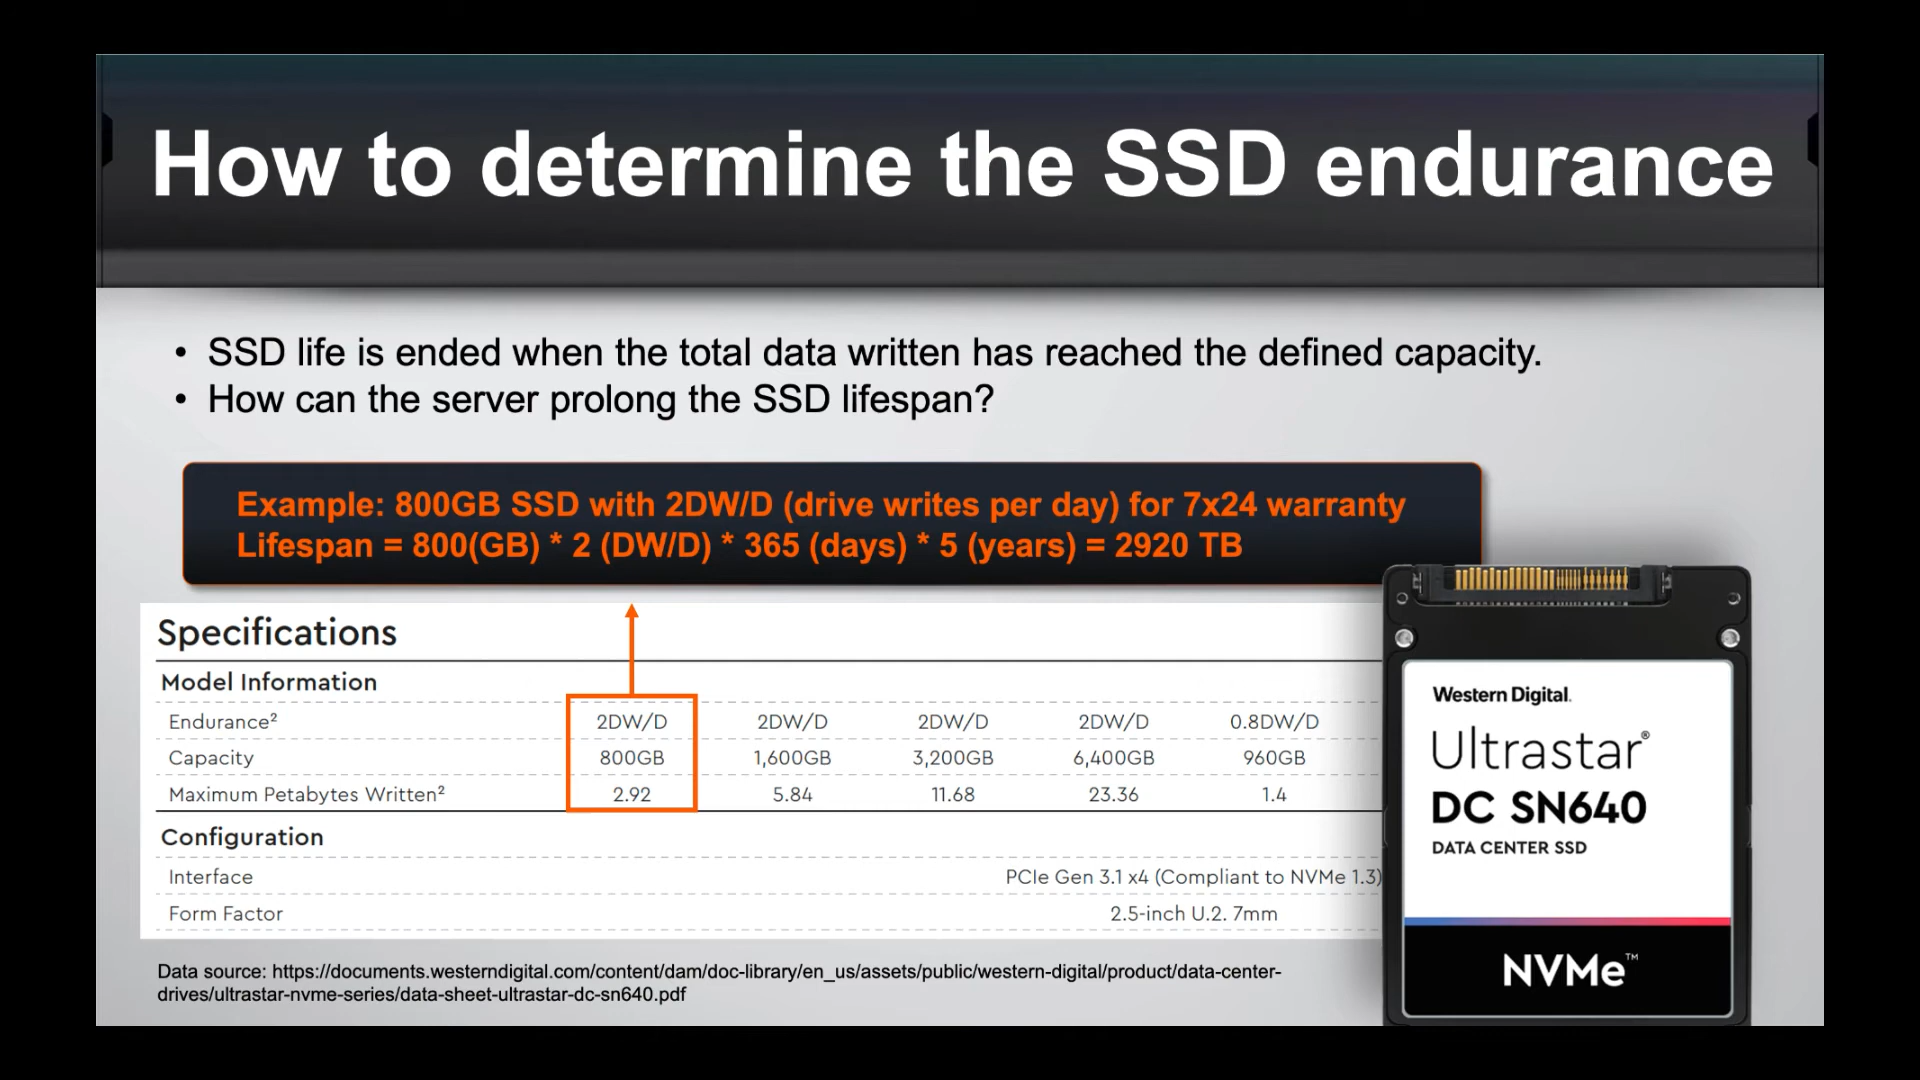 How to determine the SSD endurance
• SSD life is ended when the total data written has reached the defined capacity.
• How can the server prolong the SSD lifespan?
Example: 800GB SSD with 2DW/D (drive writes per day) for 7x24 warranty
Lifespan = 800(GB) * 2 (DW/D) * 365 (days) * 5 (years) = 2920 TB
Specifications
Model Information
Endurance² 2DW/D 2DW/D 2DW/D 2DW/D 0.8DW/D
Capacity 800GB 1,600GB 3,200GB 6,400GB 960GB
Maximum Petabytes Written² 2.92 5.84 11.68 23.36 1.4
Configuration
Interface PCIe Gen 3.1 x4 (Compliant to NVMe 1.3)
Form Factor 2.5-inch U.2. 7mm
Western Digital.
Ultrastar®
DC SN640
DATA CENTER SSD
NVMe™
Data source: https://documents.westerndigital.com/content/dam/doc-library/en_us/assets/public/western-digital/product/data-center-
drives/ultrastar-nvme-series/data-sheet-ultrastar-dc-sn640.pdf